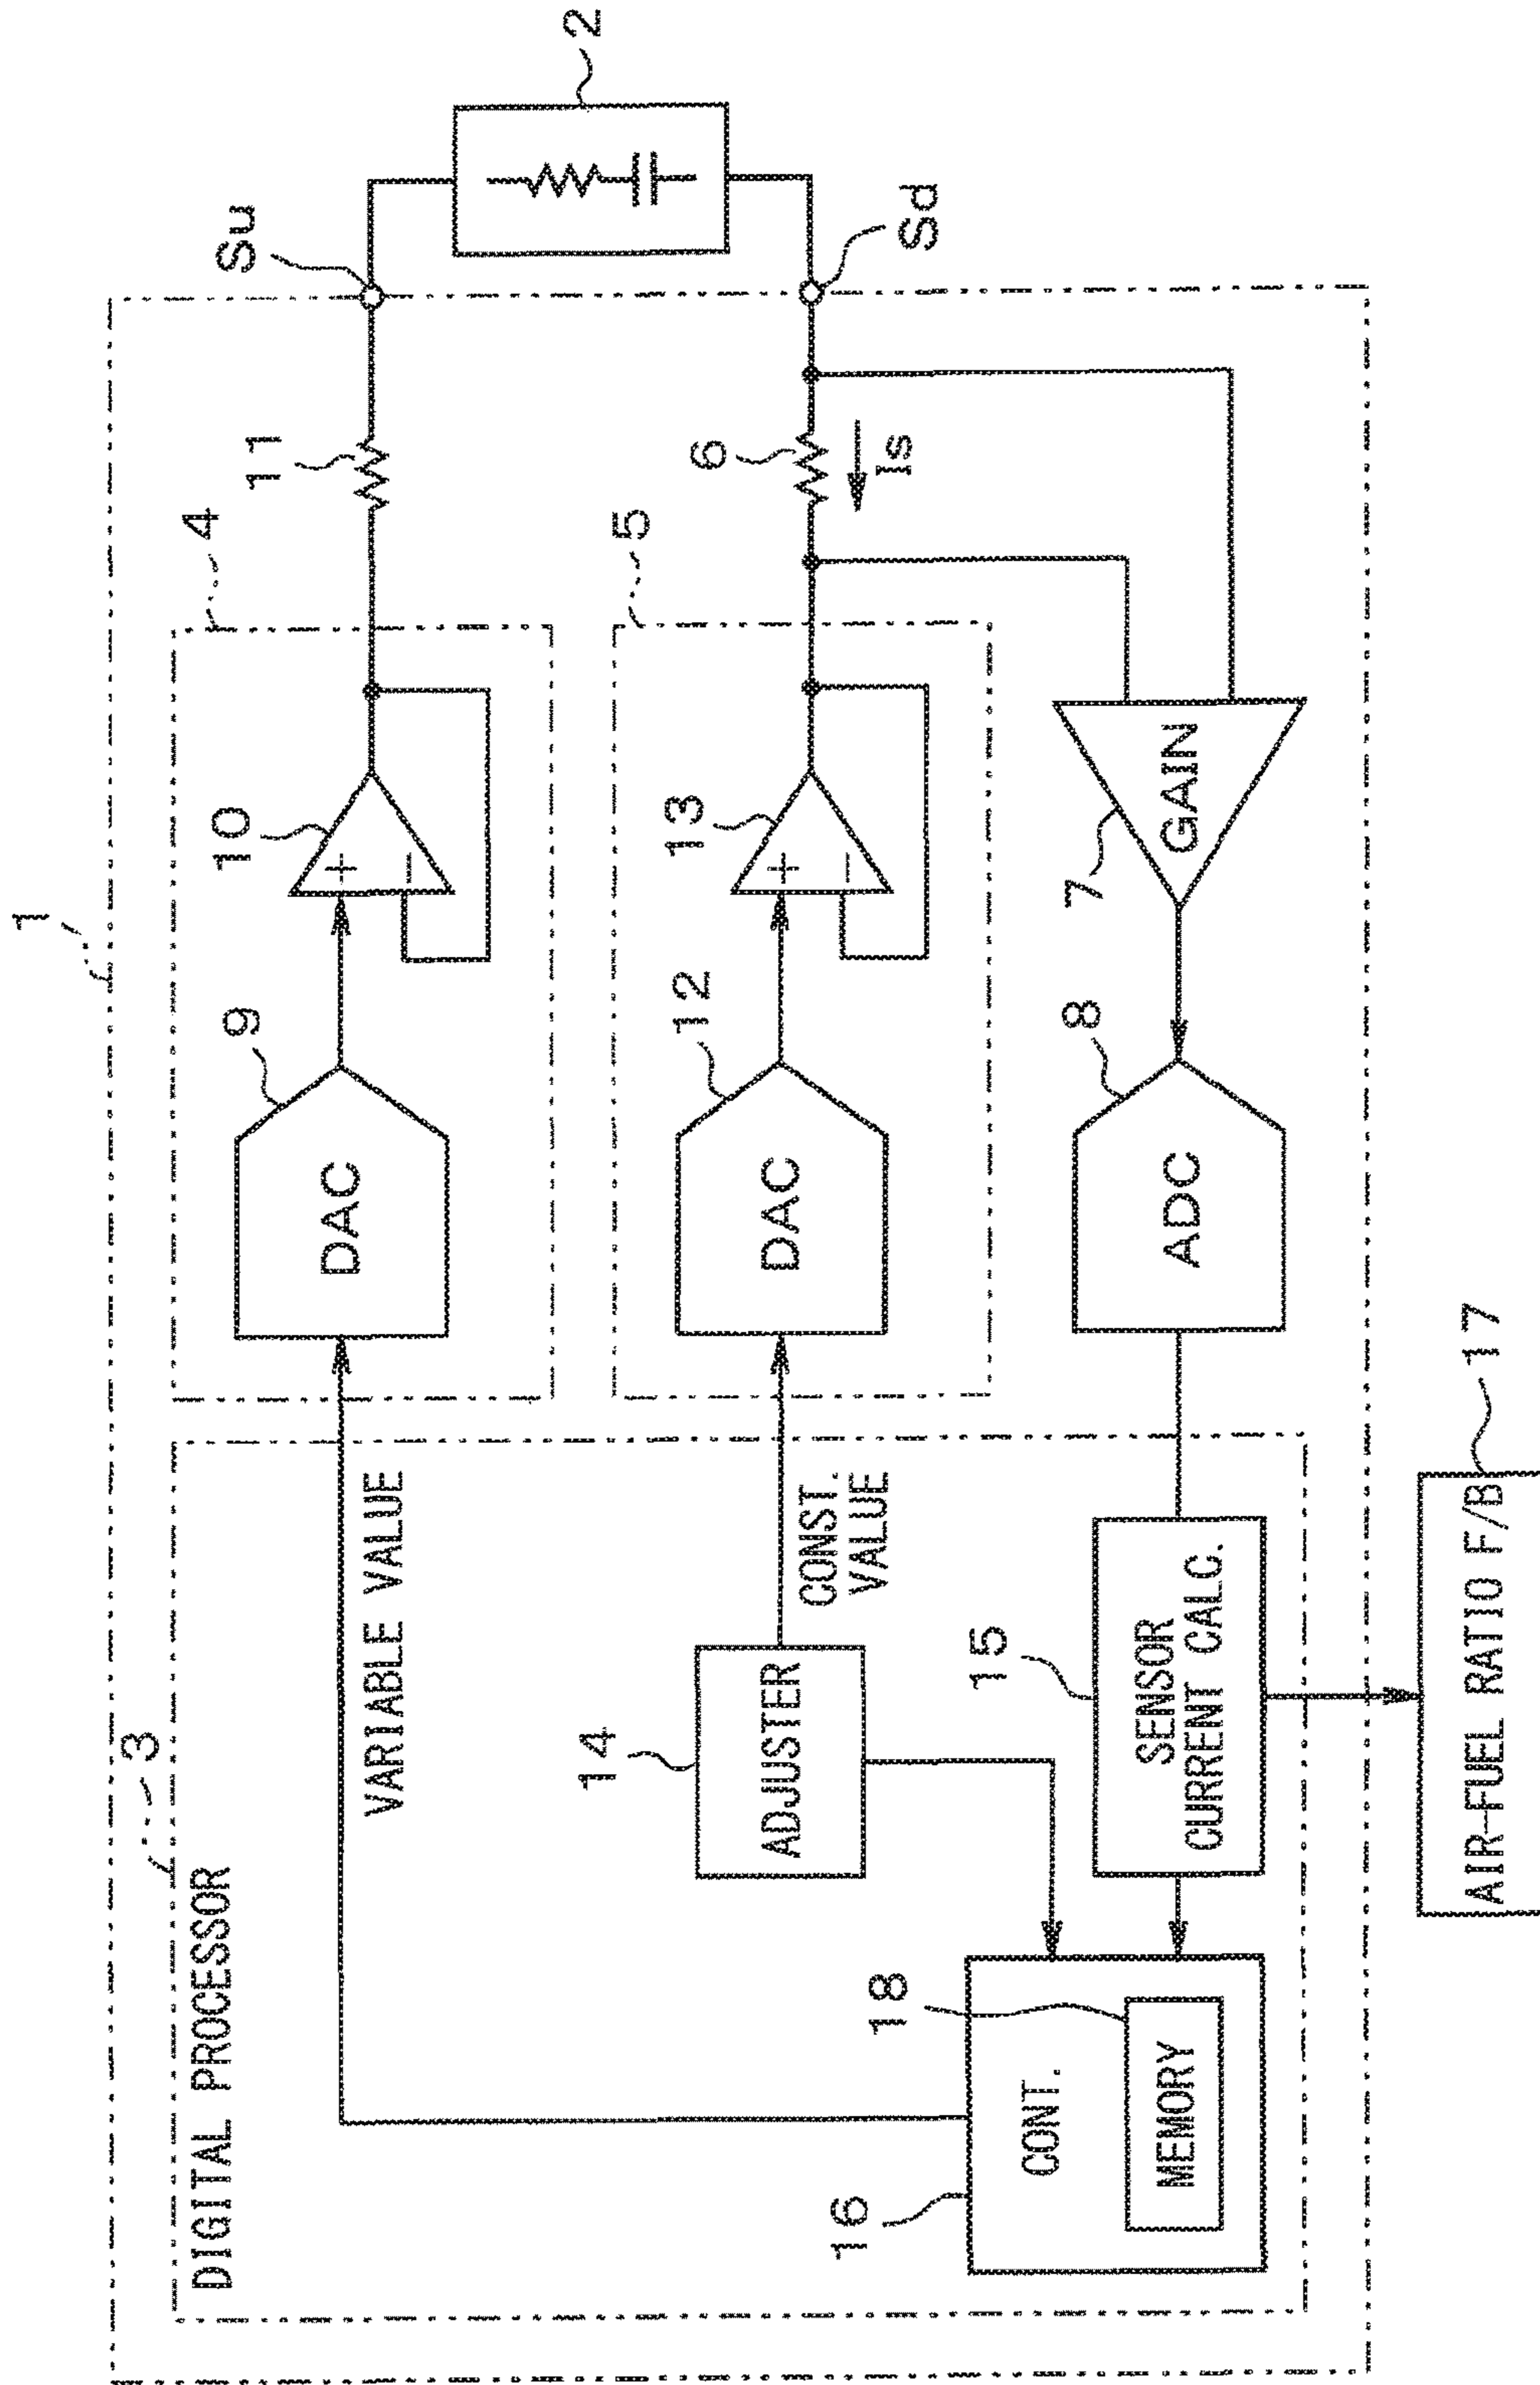 1
3
DIGITAL PROCESSOR
VARIABLE VALUE
9
DAC
10
+
−
4
11
Su
2
14
ADJUSTER
CONST.
VALUE
12
DAC
13
+
−
5
6
Is
Sd
16
CONT.
18
MEMORY
15
SENSOR
CURRENT CALC.
8
ADC
7
GAIN
AIR-FUEL RATIO F/B
17